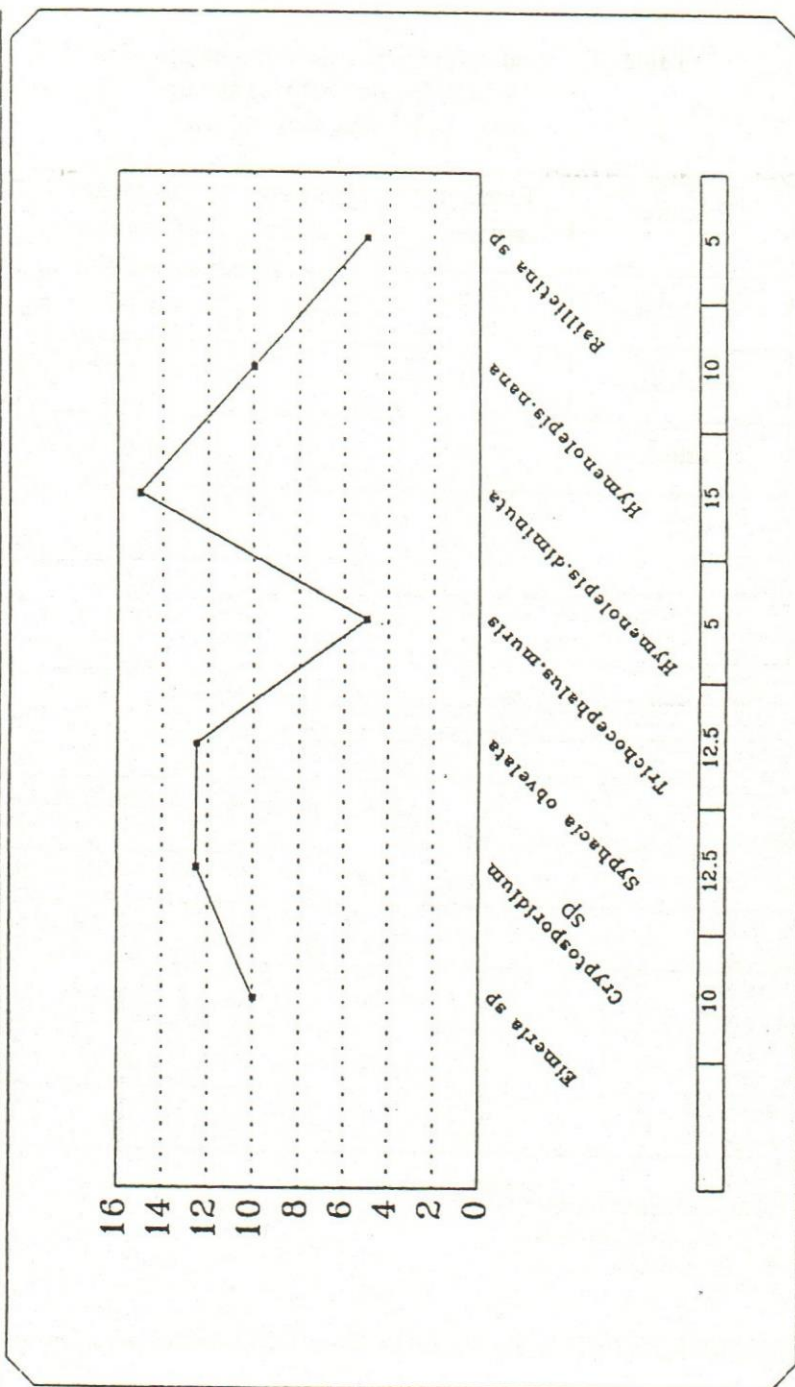 16
14
12
10
8
6
4
2
0
Eimeria sp
Cryptosporidium
Sp
Syphacia obvelata
Trichocephalus.muris
Hymenolepis.diminuta
Hymenolepis.nana
Raillietina sp
10 12.5 12.5 5 15 10 5